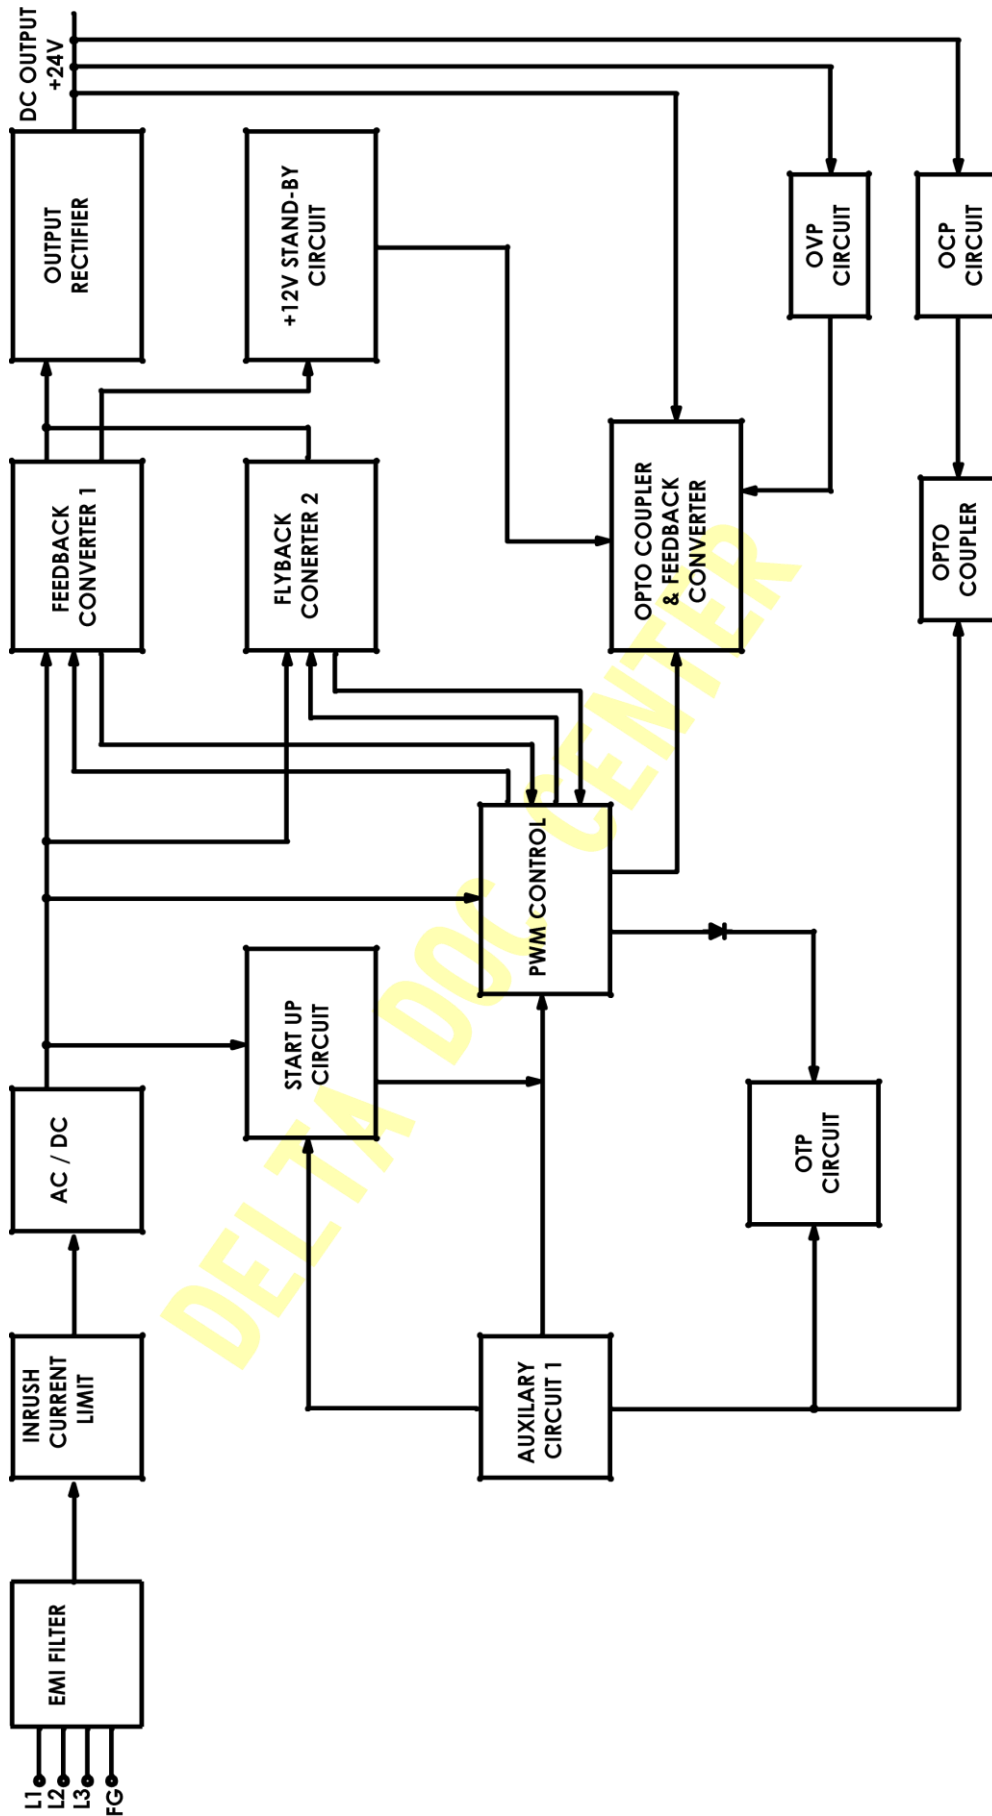 L1
L2
L3
FG
EMI FILTER
INRUSH
CURRENT
LIMIT
AC / DC
FEEDBACK
CONVERTER 1
OUTPUT
RECTIFIER
DC OUTPUT
+24V
START UP
CIRCUIT
FLYBACK
CONERTER 2
+12V STAND-BY
CIRCUIT
AUXILARY
CIRCUIT 1
PWM CONTROL
OPTO COUPLER
& FEEDBACK
CONVERTER
OTP
CIRCUIT
OVP
CIRCUIT
OPTO
COUPLER
OCP
CIRCUIT
DELTA DOC CENTER